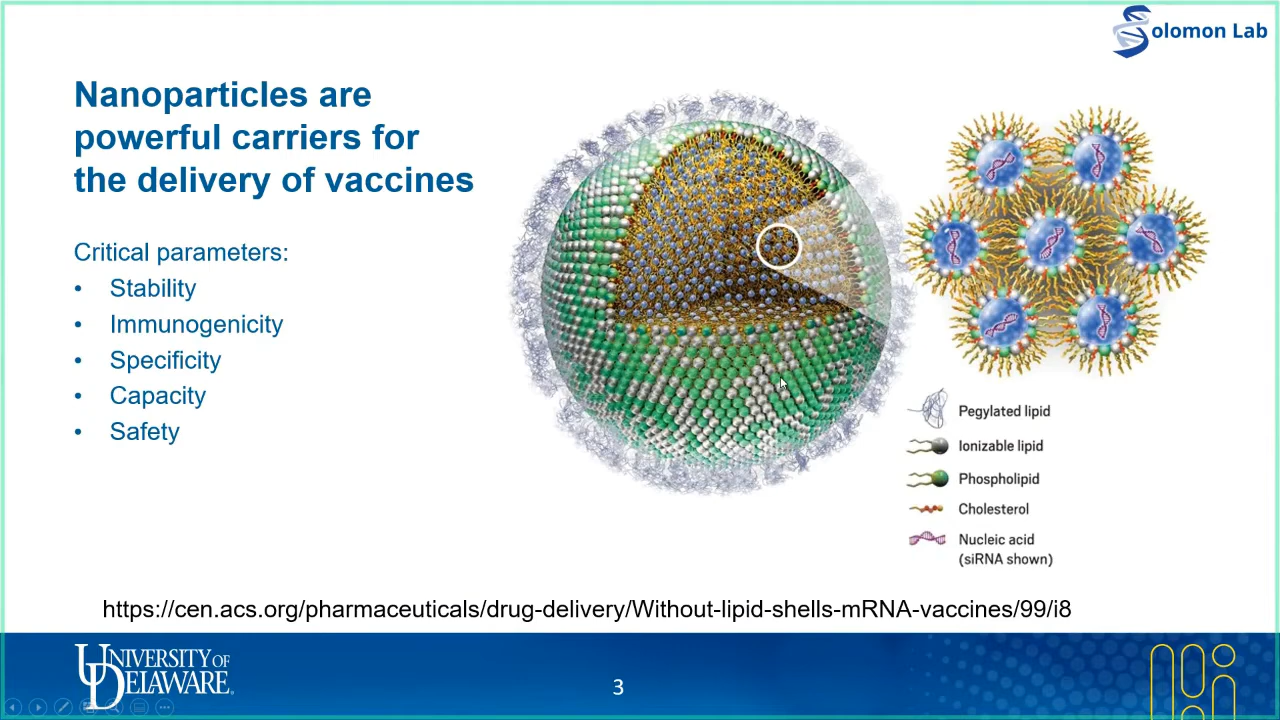 Solomon Lab
Nanoparticles are
powerful carriers for
the delivery of vaccines
Critical parameters:
• Stability
• Immunogenicity
• Specificity
• Capacity
• Safety
Pegylated lipid
Ionizable lipid
Phospholipid
Cholesterol
Nucleic acid
(siRNA shown)
https://cen.acs.org/pharmaceuticals/drug-delivery/Without-lipid-shells-mRNA-vaccines/99/i8
UNIVERSITY OF
DELAWARE.
3